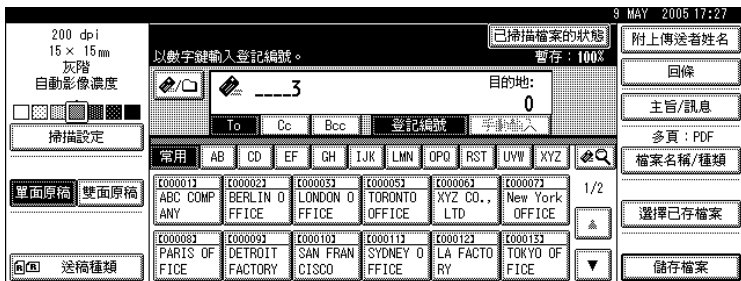 9 MAY 2005 17:27
200 dpi
15× 15㎜
灰階
自動影像濃度
掃描設定
單面原稿 雙面原稿
送稿種類
已掃描檔案的狀態
以數字鍵輸入登記編號。 暫存:100%
____3
目的地:
0
To Cc Bcc 登記編號 手動輸入
常用 AB CD EF GH IJK LMN OPQ RST UVW XYZ
[00001] [00002] [00003] [00005] [00006] [00007]
ABC COMP BERLIN O LONDON O TORONTO XYZ CO., New York
ANY FFICE FFICE OFFICE LTD OFFICE
[00008] [00009] [00010] [00011] [00012] [00013]
PARIS OF DETROIT SAN FRAN SYDNEY O LA FACTO TOKYO OF
FICE FACTORY CISCO FFICE RY FICE
1/2
附上傳送者姓名
回條
主旨/訊息
多頁:PDF
檔案名稱/種類
選擇已存檔案
儲存檔案